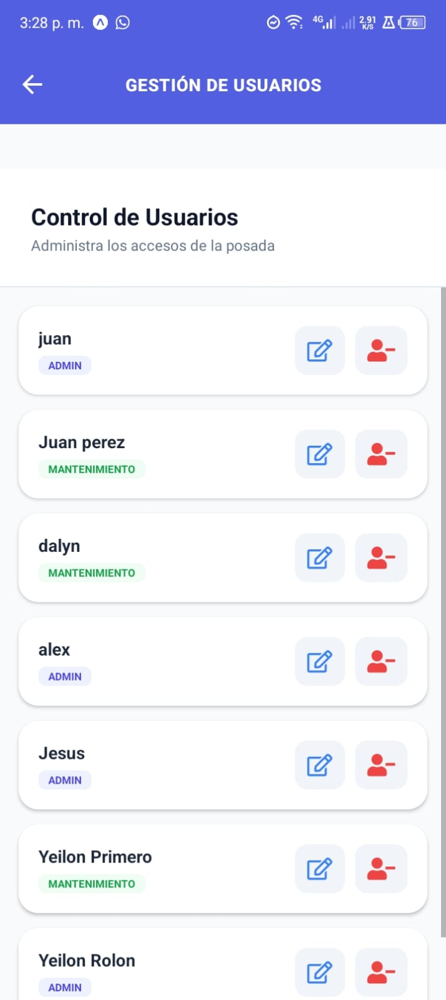 3:28 p. m. 4G 2.91 K/S 76
GESTIÓN DE USUARIOS
Control de Usuarios
Administra los accesos de la posada
juan
ADMIN
Juan perez
MANTENIMIENTO
dalyn
MANTENIMIENTO
alex
ADMIN
Jesus
ADMIN
Yeilon Primero
MANTENIMIENTO
Yeilon Rolon
ADMIN